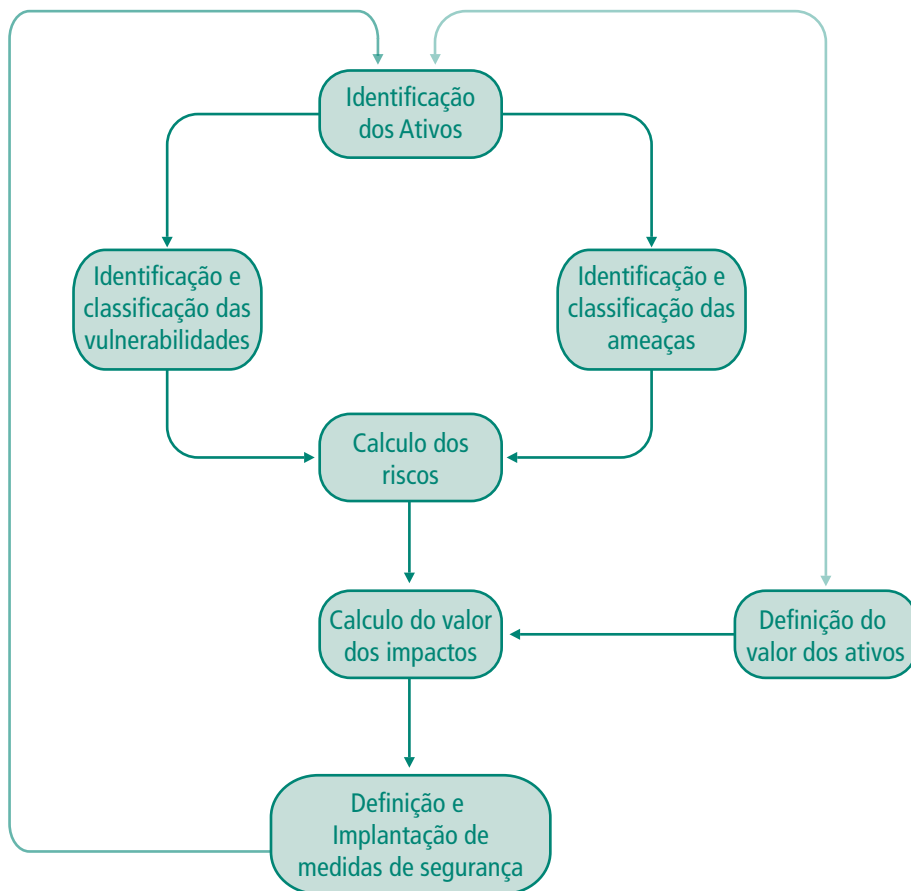 Identificação
dos Ativos
Identificação e
classificação das
vulnerabilidades
Identificação e
classificação das
ameaças
Calculo dos
riscos
Calculo do valor
dos impactos
Definição do
valor dos ativos
Definição e
Implantação de
medidas de segurança